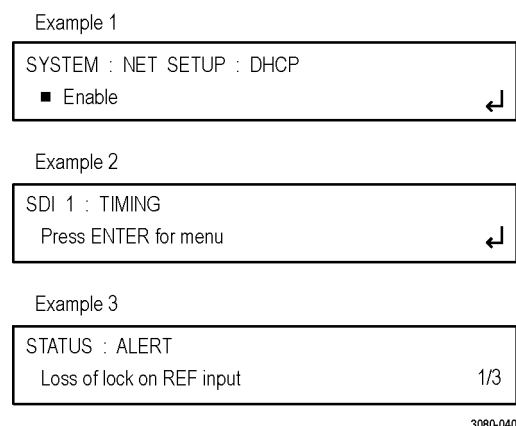 Example 1
SYSTEM : NET SETUP : DHCP
■ Enable ↵
Example 2
SDI 1 : TIMING
Press ENTER for menu ↵
Example 3
STATUS : ALERT
Loss of lock on REF input 1/3
3080-040